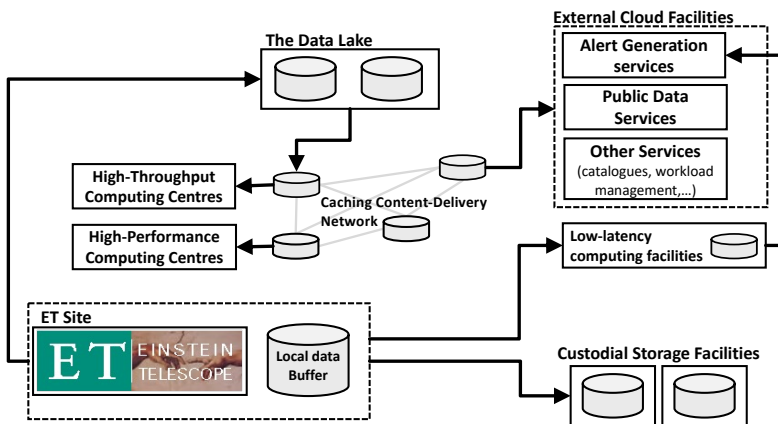 External Cloud Facilities
The Data Lake
Alert Generation
services
Public Data
Services
Other Services
(catalogues, workload
management,...)
High-Throughput
Computing Centres
Caching Content-Delivery
Network
High-Performance
Computing Centres
Low-latency
computing facilities
ET Site
ET
EINSTEIN
TELESCOPE
Local data
Buffer
Custodial Storage Facilities